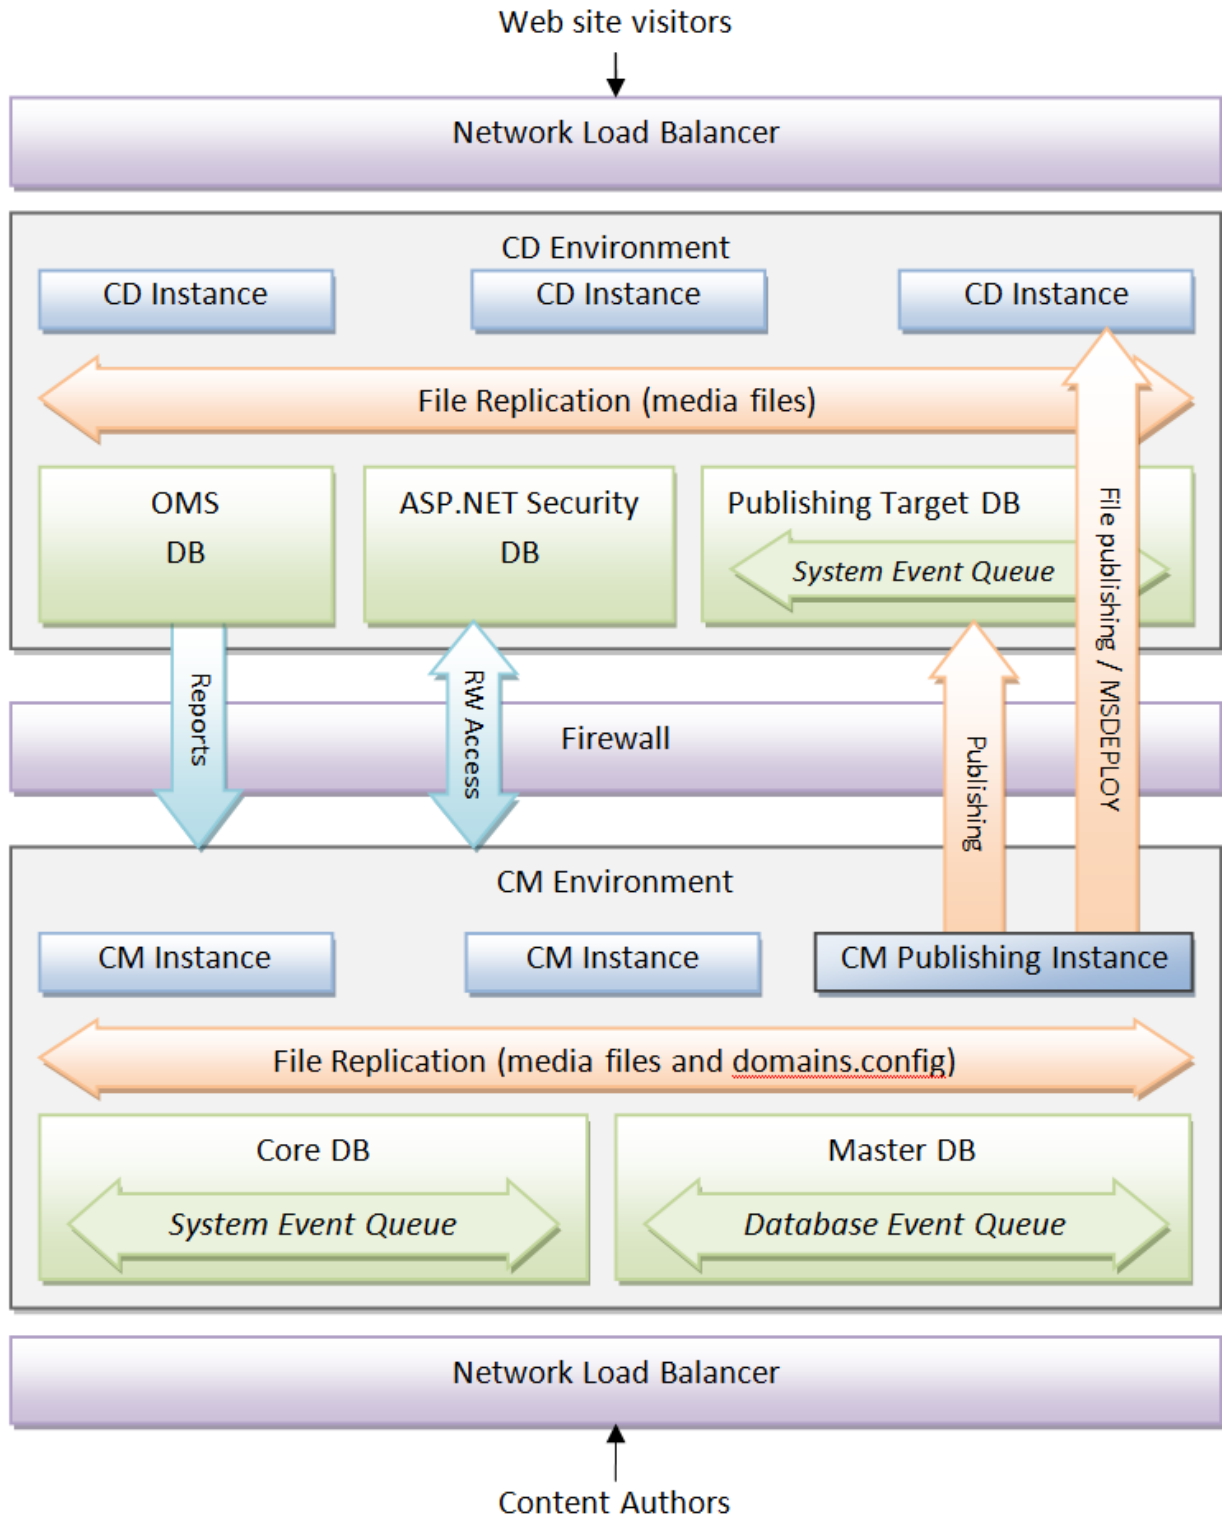 Web site visitors
Network Load Balancer
CD Environment
CD Instance
CD Instance
CD Instance
File Replication (media files)
OMS
DB
ASP.NET Security
DB
Publishing Target DB
System Event Queue
File publishing / MSDEPLOY
Reports
RW Access
Publishing
Firewall
CM Environment
CM Instance
CM Instance
CM Publishing Instance
File Replication (media files and domains.config)
Core DB
System Event Queue
Master DB
Database Event Queue
Network Load Balancer
Content Authors